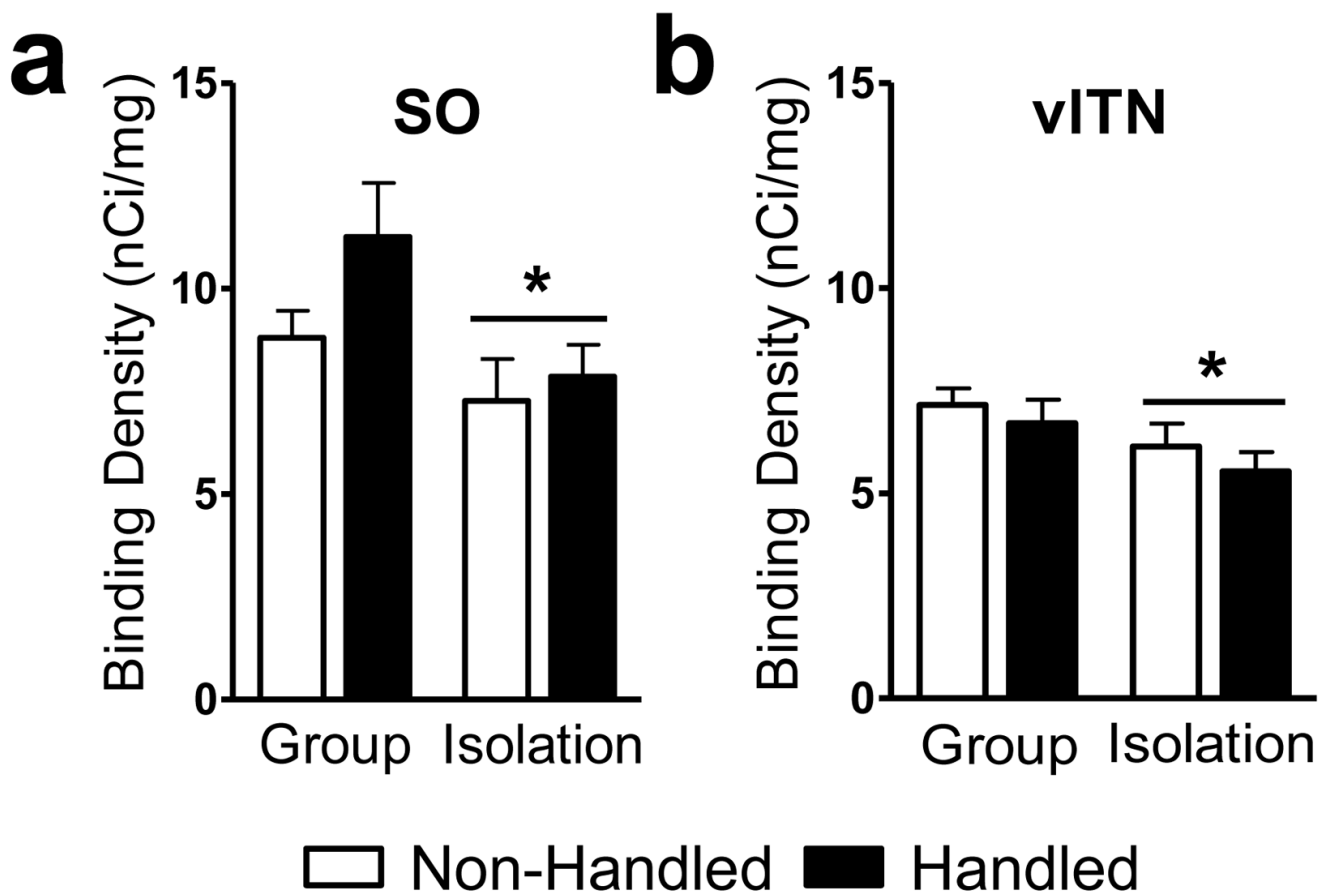 a
SO
Binding Density (nCi/mg)
15
10
5
0
*
Group Isolation
b
vlTN
Binding Density (nCi/mg)
15
10
5
0
*
Group Isolation
Non-Handled Handled